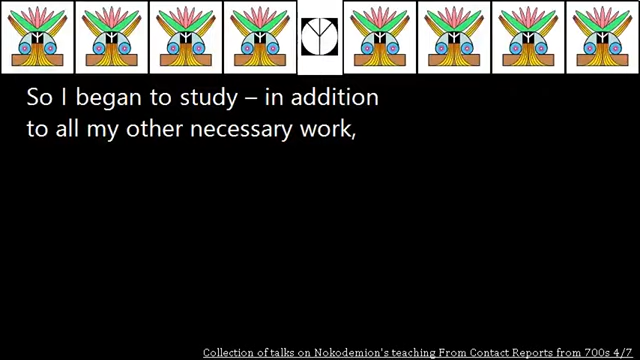 So I began to study – in addition
to all my other necessary work,
Collection of talks on Nokodemion's teaching From Contact Reports from 700s 4/7